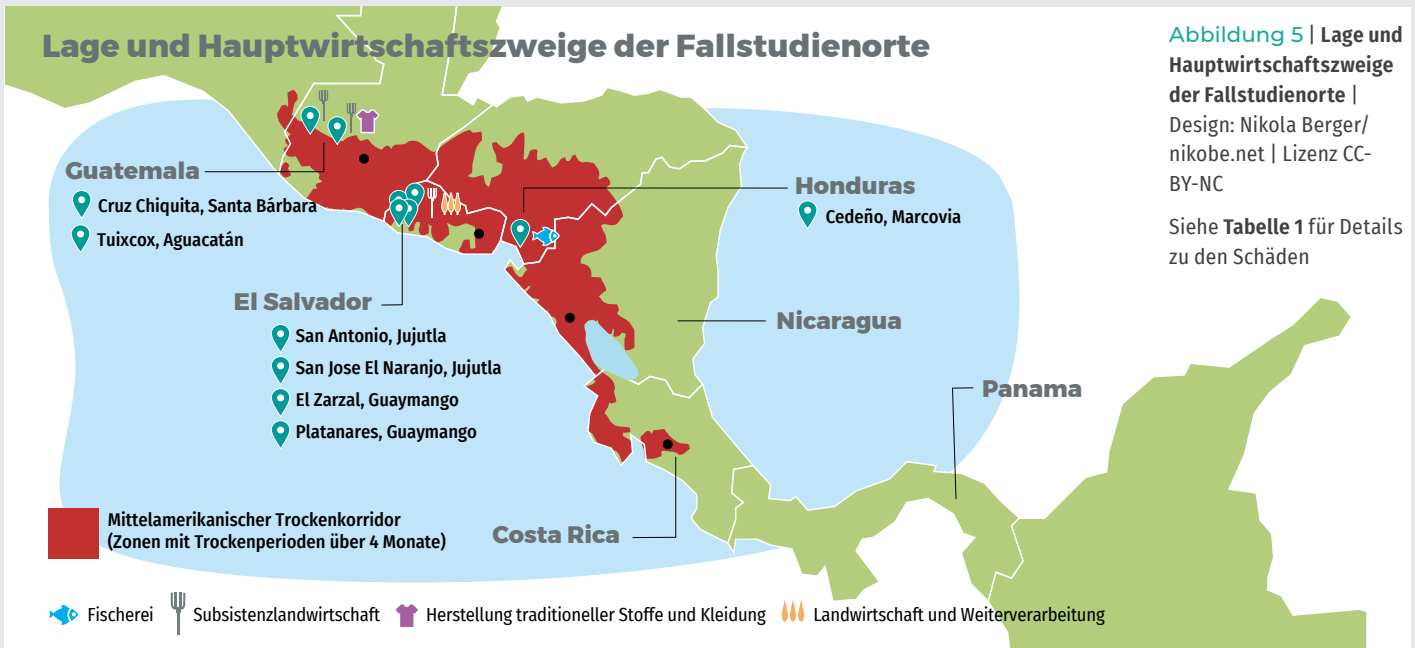 Lage und Hauptwirtschaftszweige der Fallstudienorte
Abbildung 5 | Lage und
Hauptwirtschaftszweige
der Fallstudienorte |
Design: Nikola Berger/
nikobe.net | Lizenz CC-
BY-NC
Siehe Tabelle 1 für Details
zu den Schäden
Guatemala
Cruz Chiquita, Santa Bárbara
Tuixcox, Aguacatán
Honduras
Cedeño, Marcovia
El Salvador
San Antonio, Jujutla
San Jose El Naranjo, Jujutla
El Zarzal, Guaymango
Platanares, Guaymango
Nicaragua
Panama
Costa Rica
Mittelamerikanischer Trockenkorridor
(Zonen mit Trockenperioden über 4 Monate)
Fischerei Subsistenzlandwirtschaft Herstellung traditioneller Stoffe und Kleidung Landwirtschaft und Weiterverarbeitung